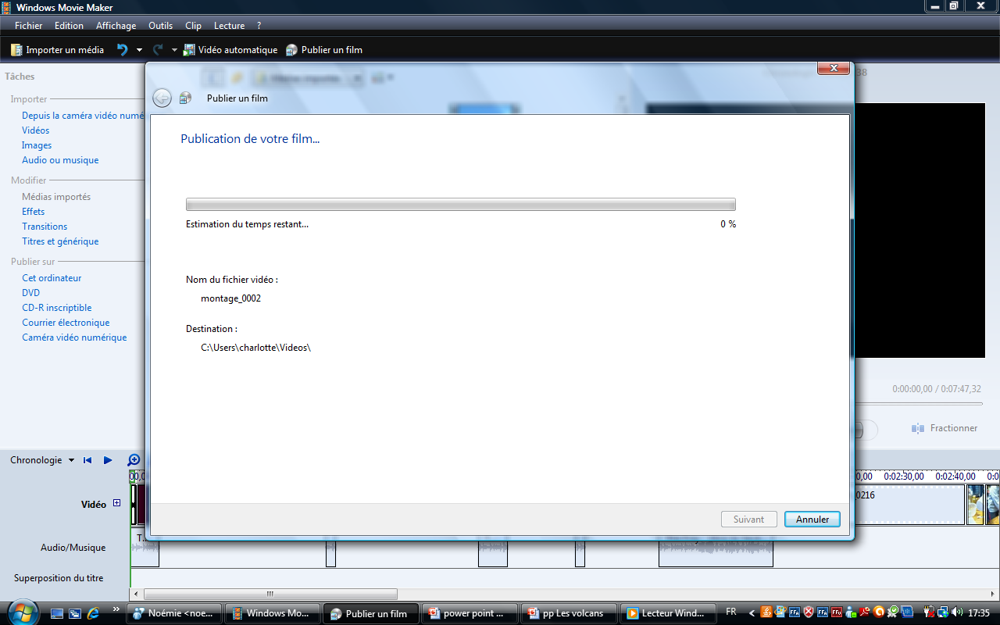 Windows Movie Maker
Fichier Edition Affichage Outils Clip Lecture ?
Importer un média Vidéo automatique Publier un film
Tâches
Importer
Depuis la caméra vidéo numé
Vidéos
Images
Audio ou musique
Modifier
Médias importés
Effets
Transitions
Titres et générique
Publier sur
Cet ordinateur
DVD
CD-R inscriptible
Courrier électronique
Caméra vidéo numérique
38
Publier un film
Publication de votre film...
Estimation du temps restant... 0 %
Nom du fichier vidéo :
montage_0002
Destination :
C:\Users\charlotte\Videos\
Suivant Annuler
0:00:00,00 / 0:07:47,32
Fractionner
Chronologie
00,0 0,00 0:02:30,00 0:02:40,00 0:0
Vidéo
0216
Audio/Musique
T...
Superposition du titre
Noémie <noe... Windows Mo... Publier un film power point ... pp Les volcans Lecteur Wind... FR 17:35